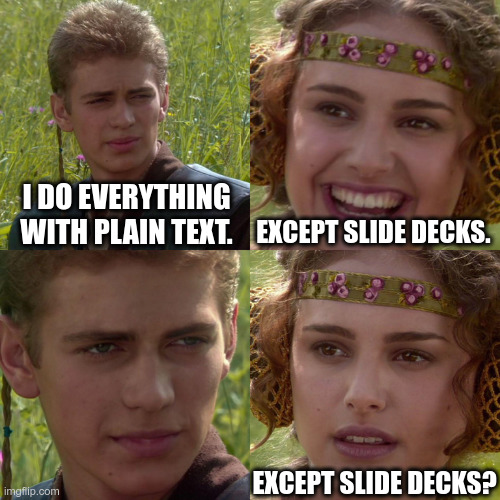 I DO EVERYTHING
WITH PLAIN TEXT.
EXCEPT SLIDE DECKS.
EXCEPT SLIDE DECKS?
imgflip.com